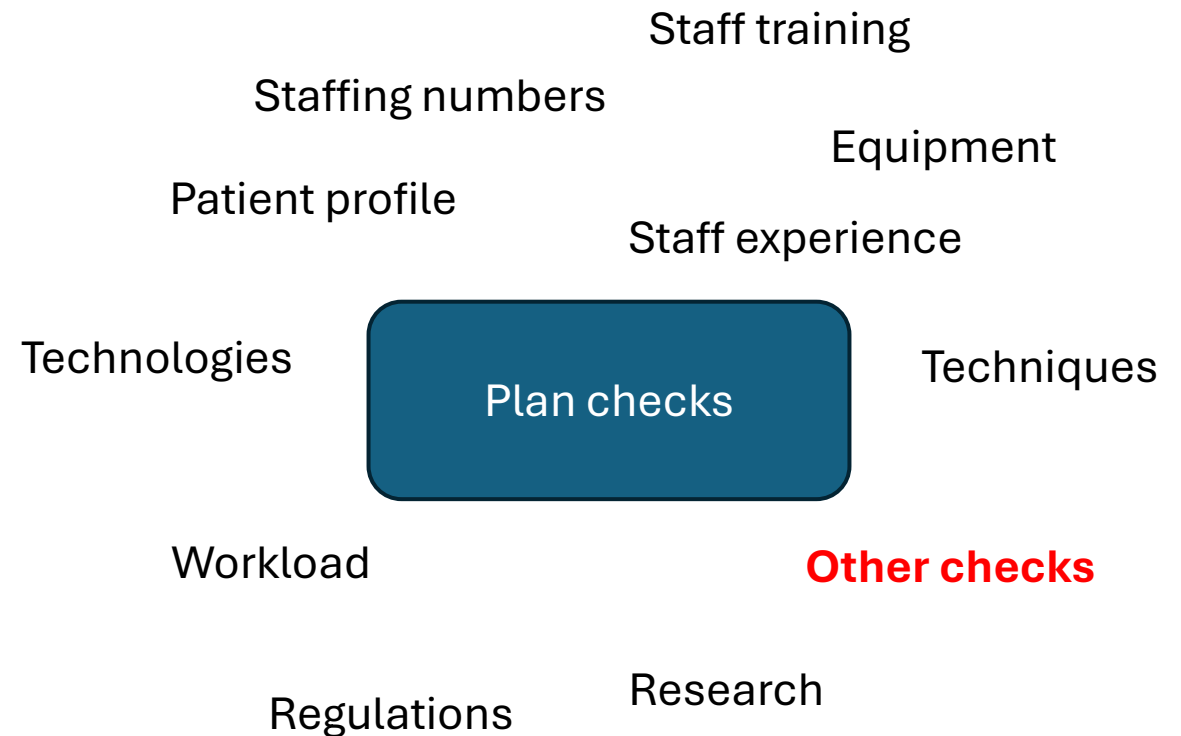 Staff training
Staffing numbers
Equipment
Patient profile
Staff experience
Technologies
Techniques
Plan checks
Workload
Other checks
Research
Regulations